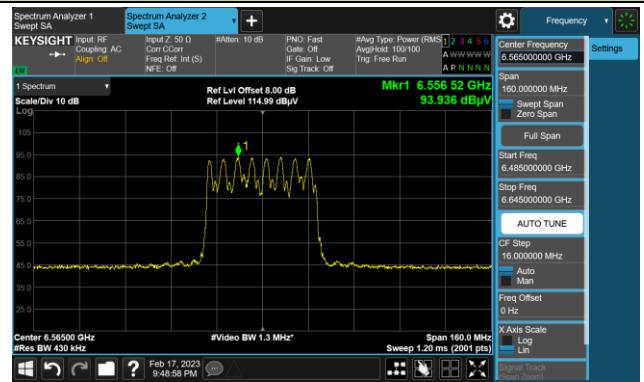 Spectrum Analyzer 1
Swept SA
Spectrum Analyzer 2
Swept SA
Frequency
KEYSIGHT
Input: RF
Coupling: AC
Align: Off
Input Z: 50 Ω
Corr CCorr
Freq Ref: Int (S)
NFE: Off
#Atten: 10 dB
PNO: Fast
Gate: Off
IF Gain: Low
Sig Track: Off
#Avg Type: Power (RMS
Avg|Hold: 100/100
Trig: Free Run
1 2 3 4 5 6
A W W W W W
A P N N N N
1 Spectrum
Scale/Div 10 dB
Ref Lvl Offset 8.00 dB
Ref Level 114.99 dBµV
Mkr1 6.556 52 GHz
93.936 dBµV
Log
105
95.0
85.0
75.0
65.0
55.0
45.0
35.0
25.0
1
Center 6.56500 GHz
#Res BW 430 kHz
#Video BW 1.3 MHz*
Span 160.0 MHz
Sweep 1.20 ms (2001 pts)
Center Frequency
6.565000000 GHz
Settings
Span
160.000000 MHz
Swept Span
Zero Span
Full Span
Start Freq
6.485000000 GHz
Stop Freq
6.645000000 GHz
AUTO TUNE
CF Step
16.000000 MHz
Auto
Man
Freq Offset
0 Hz
X Axis Scale
Log
Lin
Signal Track
(Span Zoom)
?
Feb 17, 2023
9:48:58 PM